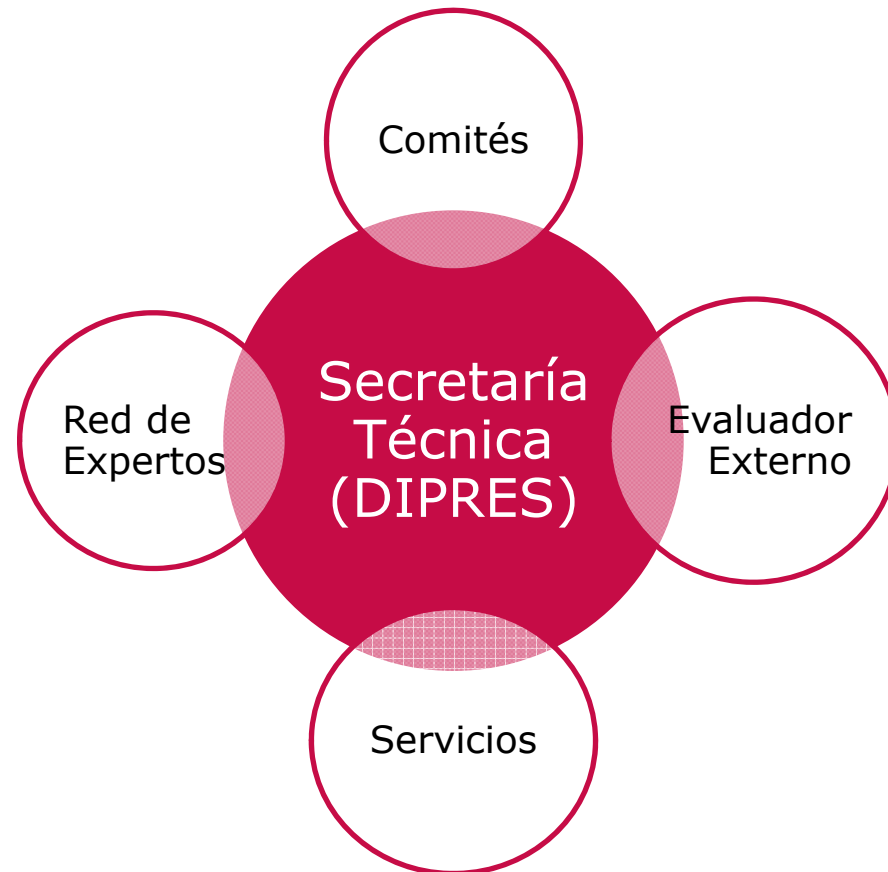 Comités
Secretaría
Técnica
(DIPRES)
Red de
Expertos
Evaluador
Externo
Servicios